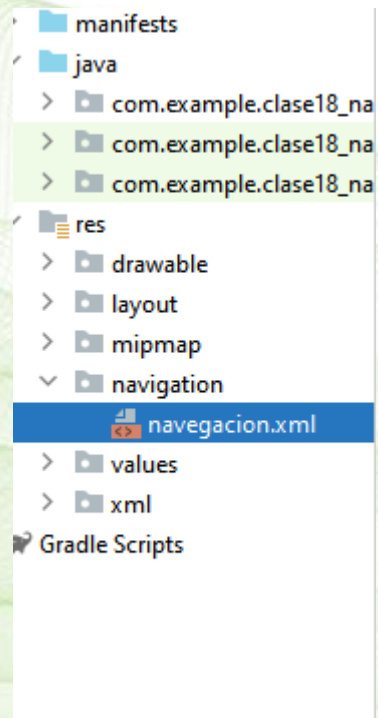 manifests
java
com.example.clase18_na
com.example.clase18_na
com.example.clase18_na
res
drawable
layout
mipmap
navigation
navegacion.xml
values
xml
Gradle Scripts